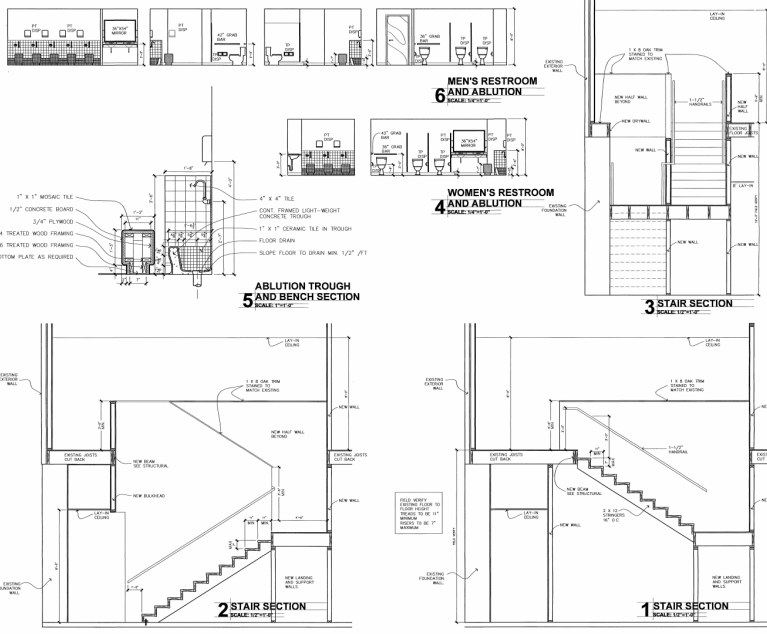 PT
DISP
PT
DISP
PT
DISP
36"X54"
MIRROR
PT
DISP
42" GRAB
BAR
TP
DISP
PT
DISP
36" GRAB
BAR
TP
DISP
TP
DISP
6 MEN'S RESTROOM
AND ABLUTION
SCALE: 1/4"=1'-0"
PT
DISP
42" GRAB
BAR
36" GRAB
BAR
TP
DISP
TP
DISP
36"X54"
MIRROR
PT
DISP
4 WOMEN'S RESTROOM
AND ABLUTION
SCALE: 1/4"=1'-0"
1" X 1" MOSAIC TILE
1/2" CONCRETE BOARD
3/4" PLYWOOD
4 TREATED WOOD FRAMING
6 TREATED WOOD FRAMING
OTTOM PLATE AS REQUIRED
4" X 4" TILE
CONT. FRAMED LIGHT-WEIGHT
CONCRETE TROUGH
1" X 1" CERAMIC TILE IN TROUGH
FLOOR DRAIN
SLOPE FLOOR TO DRAIN MIN. 1/2" /FT
5 ABLUTION TROUGH
AND BENCH SECTION
SCALE: 1"=1'-0"
LAY-IN
CEILING
1 X 8 OAK TRIM
STAINED TO
MATCH EXISTING
EXISTING
EXTERIOR
WALL
NEW HALF WALL
BEYOND
1-1/2"
HANDRAILS
NEW
HALF
WALL
NEW DRYWALL
EXISTING
FLOOR JOISTS
NEW WALL
NEW WALL
8' LAY-IN
EXISTING
FOUNDATION
WALL
NEW WALL
NEW WALL
3 STAIR SECTION
SCALE: 1/2"=1'-0"
LAY-IN
CEILING
EXISTING
EXTERIOR
WALL
1 X 8 OAK TRIM
STAINED TO
MATCH EXISTING
NEW WALL
NEW HALF WALL
BEYOND
EXISTING JOISTS
CUT BACK
NEW BEAM
SEE STRUCTURAL
NEW BULKHEAD
NEW WALL
LAY-IN
CEILING
EXISTING
UNDATION
WALL
NEW LANDING
AND SUPPORT
WALLS
2 STAIR SECTION
SCALE: 1/2"=1'-0"
LAY-IN
CEILING
EXISTING
EXTERIOR
WALL
1 X 8 OAK TRIM
STAINED TO
MATCH EXISTING
1-1/2"
HANDRAIL
EXISTING JOISTS
CUT BACK
NEW BEAM
SEE STRUCTURAL
FIELD VERIFY
EXISTING FLOOR TO
FLOOR HEIGHT
TREADS TO BE 11"
MINIMUM
RISERS TO BE 7"
MAXIMUM
LAY-IN
CEILING
2 X 12
STRINGERS
16" O.C.
NEW WALL
EXISTING
FOUNDATION
WALL
NEW LANDING
AND SUPPORT
WALLS
1 STAIR SECTION
SCALE: 1/2"=1'-0"